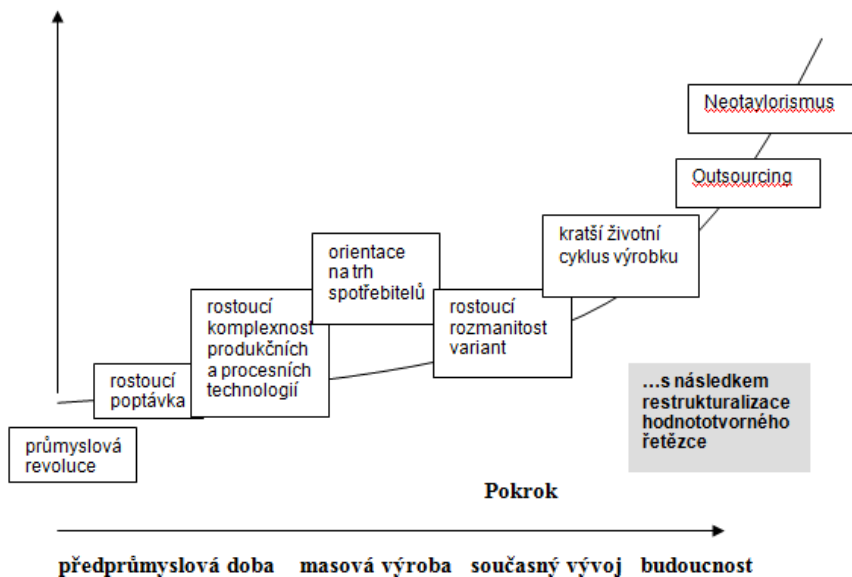 Neotaylorismus
Outsourcing
kratší životní
cyklus výrobku
orientace
na trh
spotřebitelů
rostoucí
komplexnost
produkčních
a procesních
technologií
rostoucí
rozmanitost
variant
rostoucí
poptávka
průmyslová
revoluce
…s následkem
restrukturalizace
hodnototvorného
řetězce
Pokrok
předprůmyslová doba masová výroba současný vývoj budoucnost